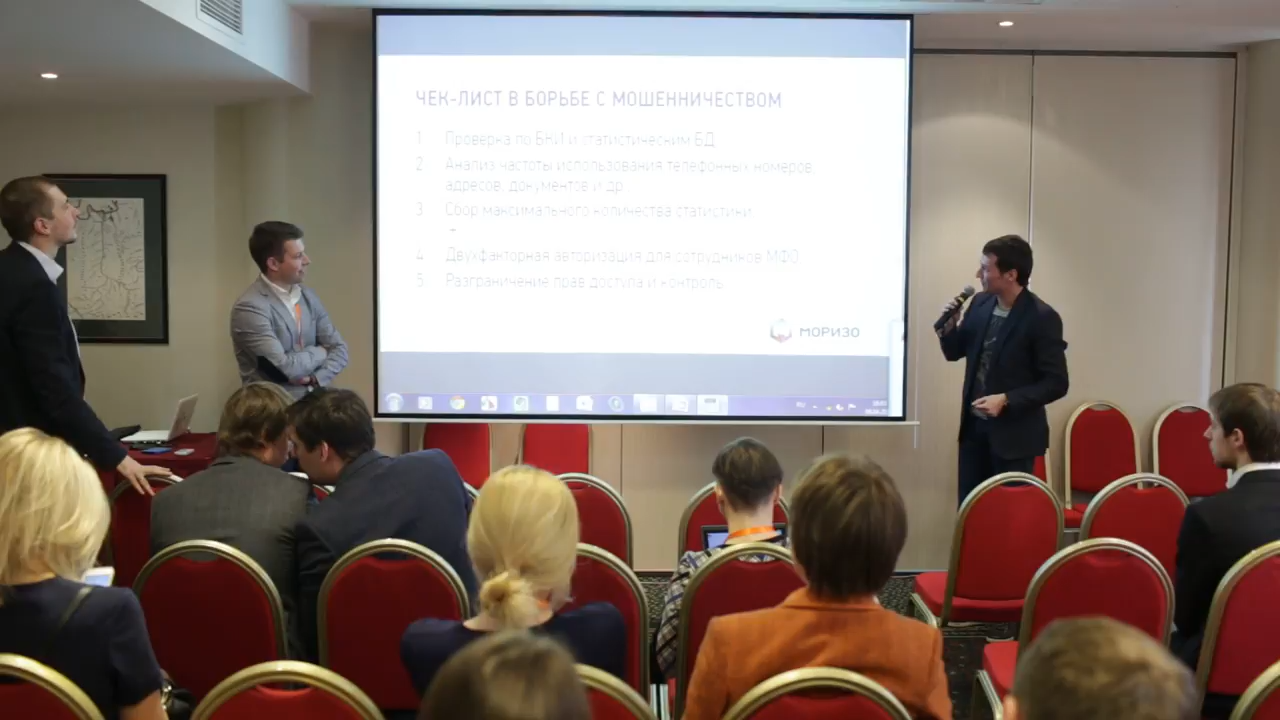 ЧЕК-ЛИСТ В БОРЬБЕ С МОШЕННИЧЕСТВОМ
1. Проверка по БКИ и статистическим БД
2. Анализ частоты использования телефонных номеров,
адресов, документов и др.
3. Сбор максимального количества статистики
–
4. Двухфакторная авторизация для сотрудников МФО
5. Разграничение прав доступа и контроль
МОРИЗО